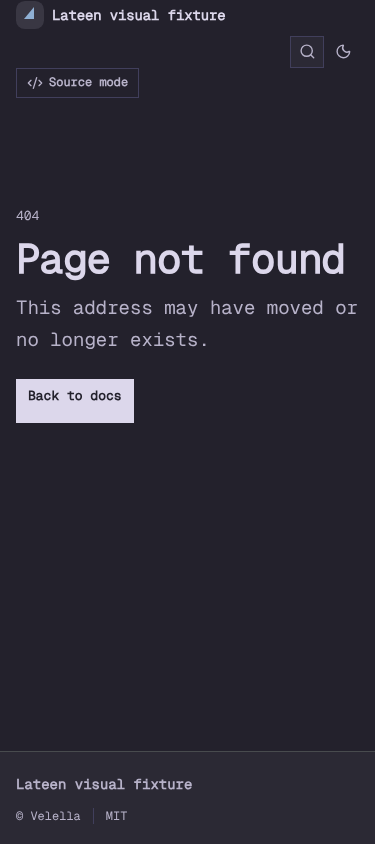 Lateen visual fixture
</> Source mode
404
Page not found
This address may have moved or
no longer exists.
Back to docs
Lateen visual fixture
© Velella
MIT